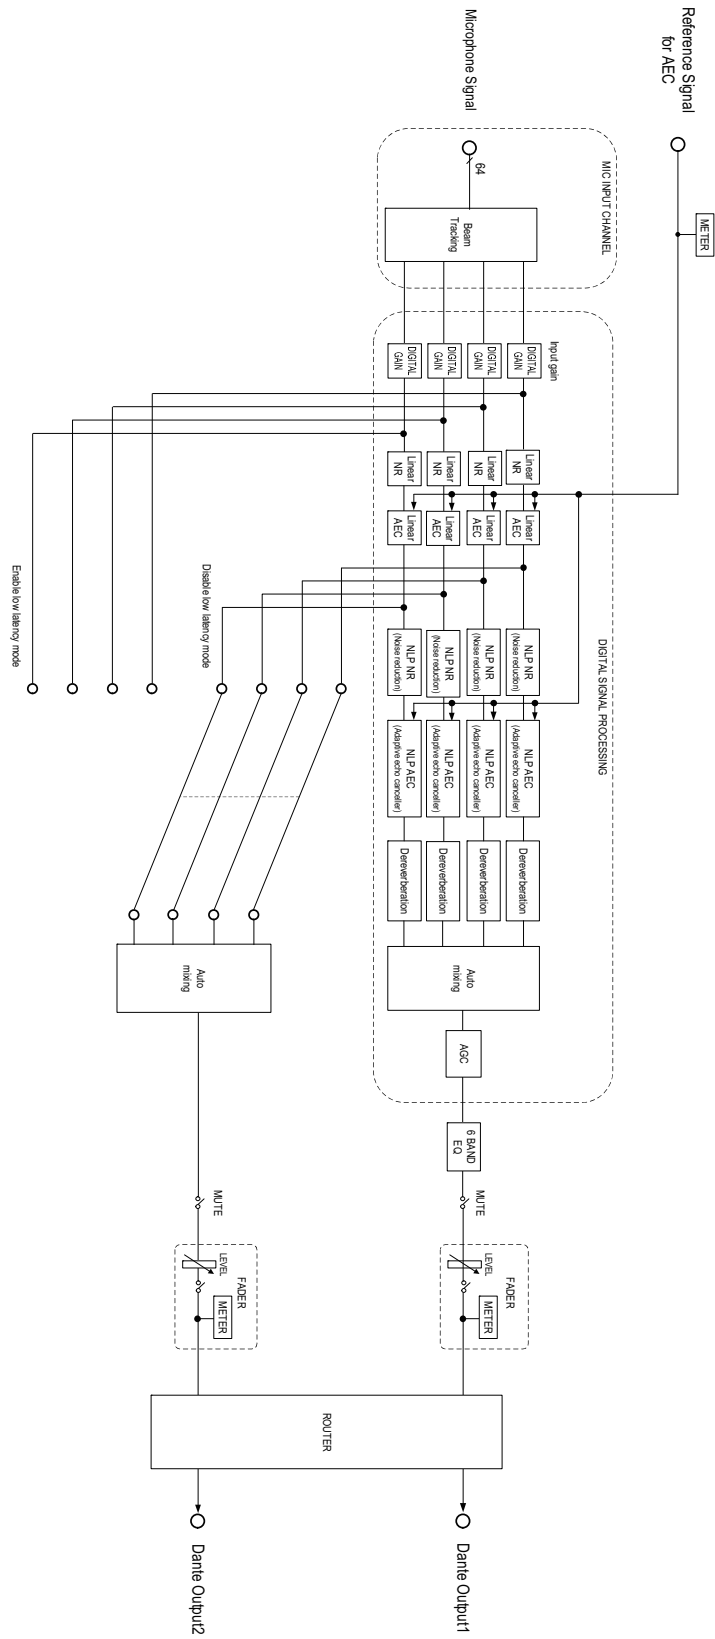 Reference Signal
for AEC
METER
Microphone Signal
64
MIC INPUT CHANNEL
Beam
Tracking
DIGITAL SIGNAL PROCESSING
Input gain
DIGITAL
GAIN
DIGITAL
GAIN
DIGITAL
GAIN
DIGITAL
GAIN
Linear
NR
Linear
NR
Linear
NR
Linear
NR
Linear
AEC
Linear
AEC
Linear
AEC
Linear
AEC
NLP NR
(Noise reduction)
NLP NR
(Noise reduction)
NLP NR
(Noise reduction)
NLP NR
(Noise reduction)
NLP AEC
(Adaptive echo canceller)
NLP AEC
(Adaptive echo canceller)
NLP AEC
(Adaptive echo canceller)
NLP AEC
(Adaptive echo canceller)
Dereverberation
Dereverberation
Dereverberation
Dereverberation
Auto
mixing
AGC
6 BAND
EQ
MUTE
FADER
LEVEL
METER
Disable low latency mode
Enable low latency mode
Auto
mixing
MUTE
FADER
LEVEL
METER
ROUTER
Dante Output1
Dante Output2